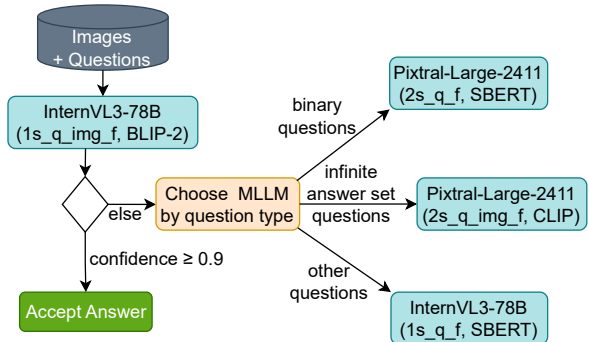 Images
+ Questions
InternVL3-78B
(1s_q_img_f, BLIP-2)
else
confidence ≥ 0.9
Accept Answer
Choose MLLM
by question type
binary
questions
Pixtral-Large-2411
(2s_q_f, SBERT)
infinite
answer set
questions
Pixtral-Large-2411
(2s_q_img_f, CLIP)
other
questions
InternVL3-78B
(1s_q_f, SBERT)